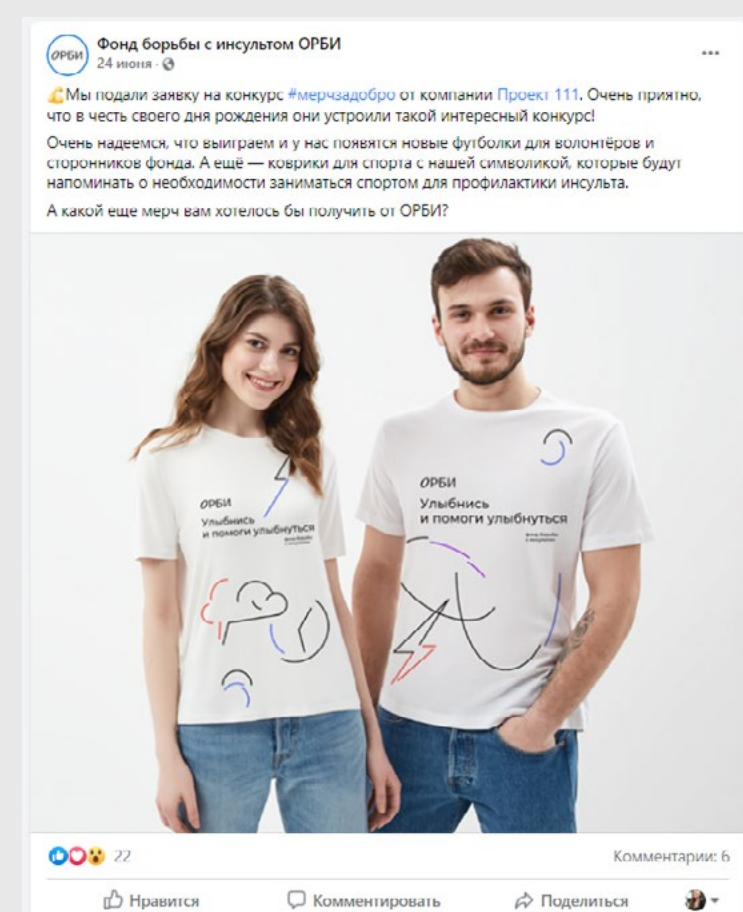 ОРБИ
Фонд борьбы с инсультом ОРБИ
24 июня
Мы подали заявку на конкурс #мерчзадобро от компании Проект 111. Очень приятно,
что в честь своего дня рождения они устроили такой интересный конкурс!
Очень надеемся, что выиграем и у нас появятся новые футболки для волонтёров и
сторонников фонда. А ещё — коврики для спорта с нашей символикой, которые будут
напоминать о необходимости заниматься спортом для профилактики инсульта.
А какой еще мерч вам хотелось бы получить от ОРБИ?
ОРБИ
Улыбнись
и помоги улыбнуться
ОРБИ
Улыбнись
и помоги улыбнуться
22
Комментарии: 6
Нравится
Комментировать
Поделиться